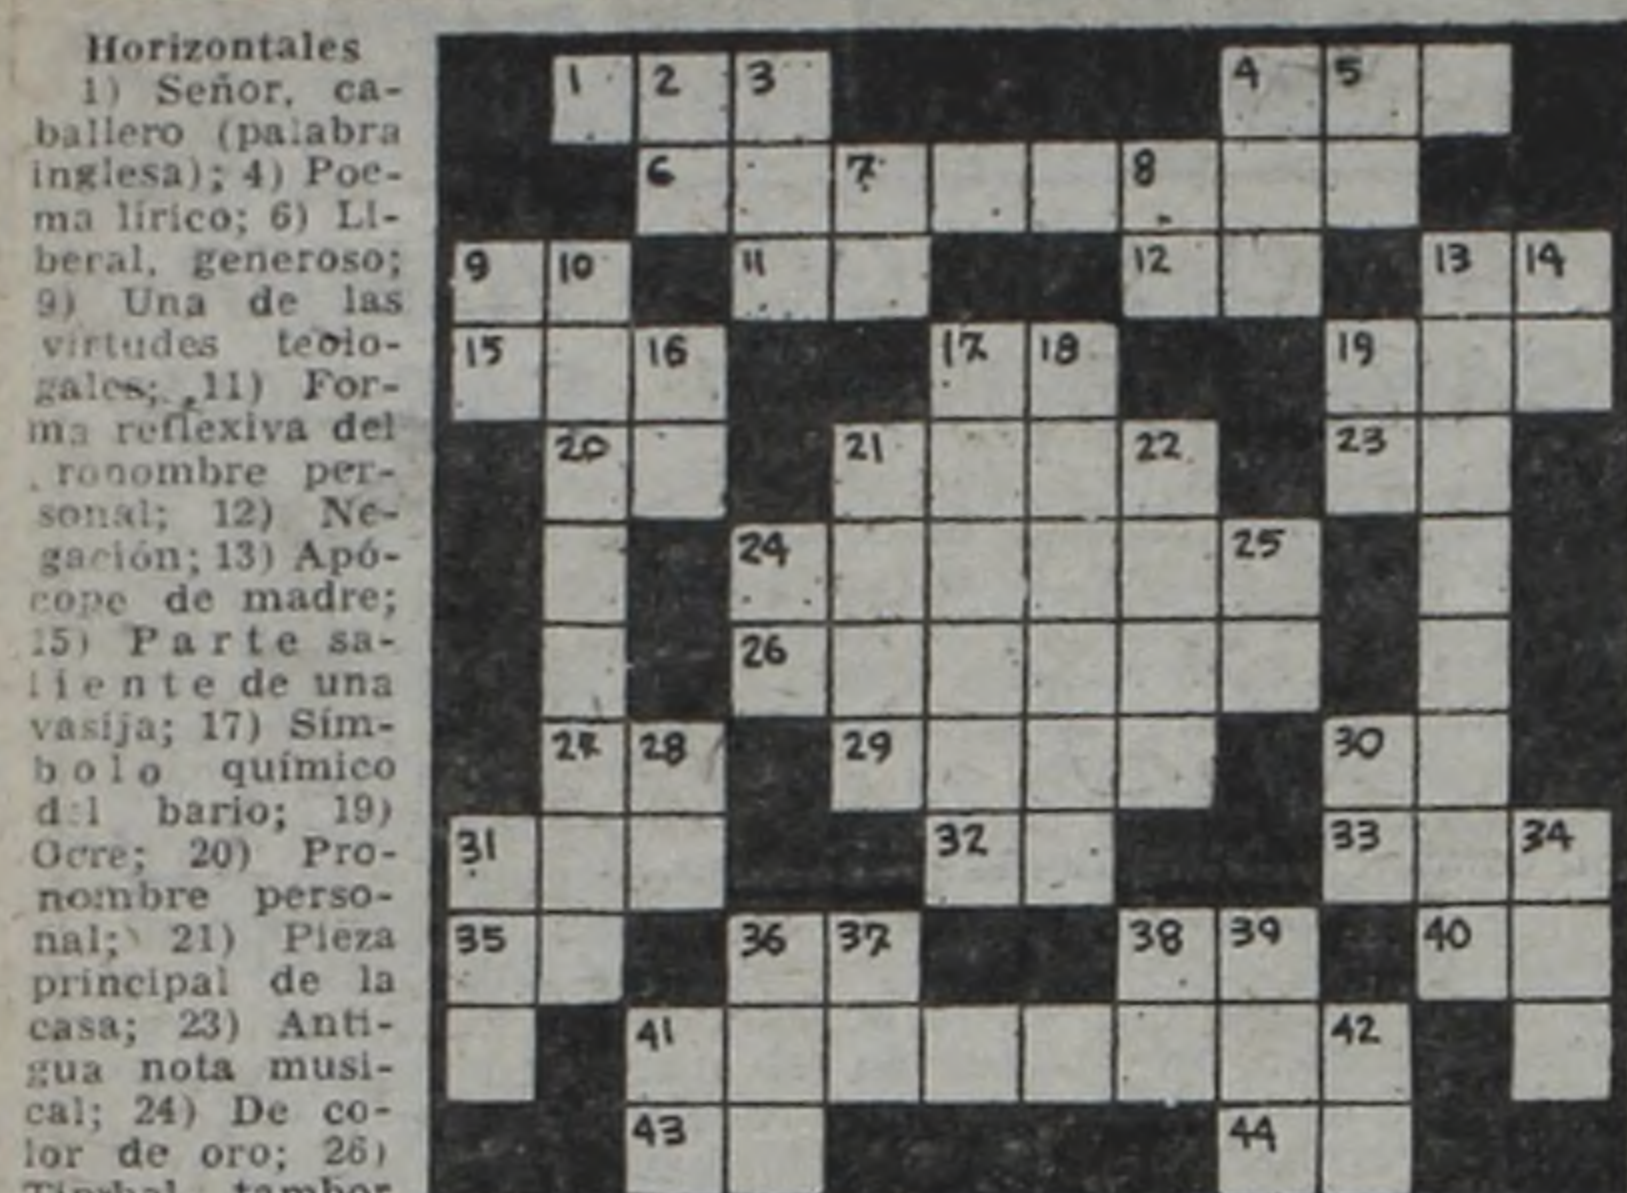 Horizontales
1) Señor, ca-
ballero (palabra
inglesa); 4) Poe-
ma lírico; 6) Li-
beral, generoso;
9) Una de las
virtudes teolo-
gales; 11) For-
ma reflexiva del
ronombre per-
sonal; 12) Ne-
gación; 13) Apó-
cope de madre;
15) Parte sa-
liente de una
vasija; 17) Sím-
bolo químico
del bario; 19)
Ocre; 20) Pro-
nombre perso-
nal; 21) Pieza
principal de la
casa; 23) Anti-
gua nota musi-
cal; 24) De co-
lor de oro; 26)
tambor
1 2 3 4 5
6 7 8
9 10 11 12 13 14
15 16 17 18 19
20 21 22 23
24 25
26
27 28 29 30
31 32 33 34
35 36 37 38 39 40
41 42
43 44